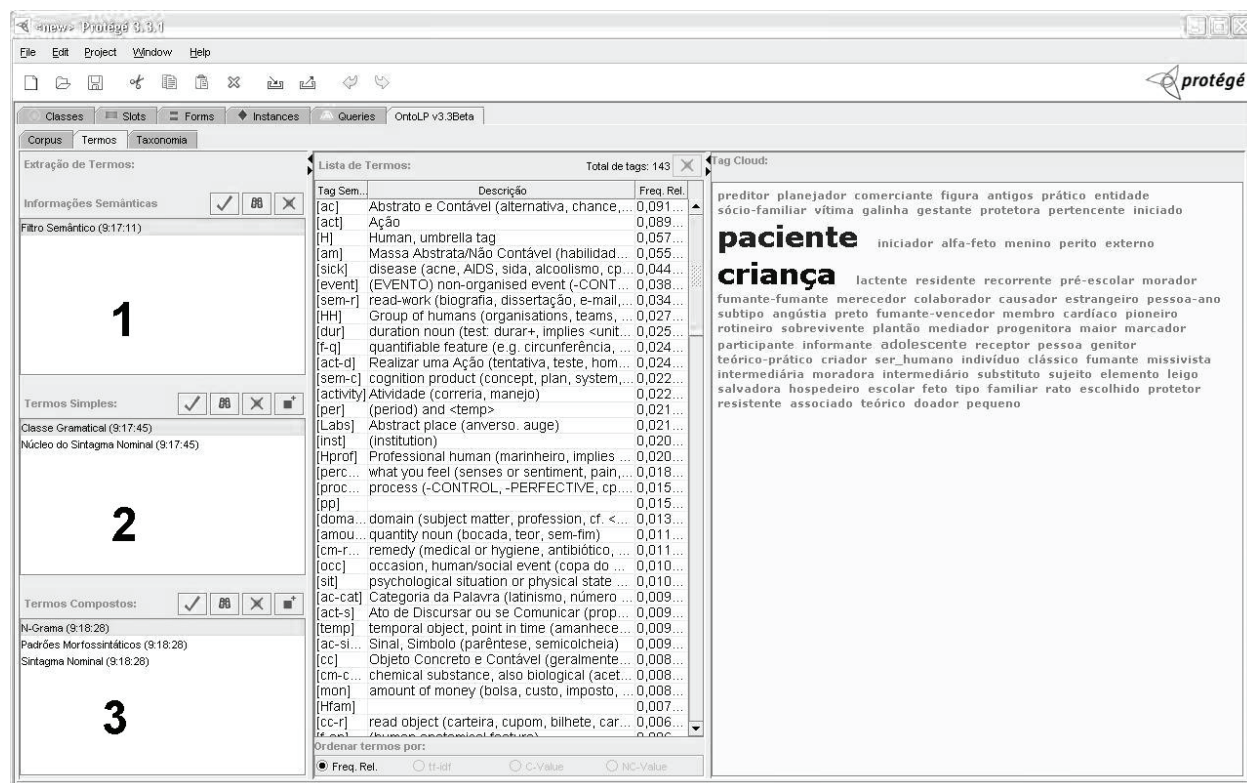 <new> Protégé 3.3.1
File Edit Project Window Help
protégé
Classes Slots Forms Instances Queries OntoLP v3.3Beta
Corpus Termos Taxonomia
Extração de Termos:
Informações Semânticas
Filtro Semântico (9:17:11)
1
Termos Simples:
Classe Gramatical (9:17:45)
Núcleo do Sintagma Nominal (9:17:45)
2
Termos Compostos:
N-Grama (9:18:28)
Padrões Morfossintáticos (9:18:28)
Sintagma Nominal (9:18:28)
3
Lista de Termos: Total de tags: 143
Tag Sem... Descrição Freq. Rel.
[ac] Abstrato e Contável (alternativa, chance,... 0,091...
[act] Ação 0,089...
[H] Human, umbrella tag 0,057...
[am] Massa Abstrata/Não Contável (habilidad... 0,055...
[sick] disease (acne, AIDS, sida, alcoolismo, cp... 0,044...
[event] (EVENTO) non-organised event (-CONT... 0,038...
[sem-r] read-work (biografia, dissertação, e-mail,... 0,034...
[HH] Group of humans (organisations, teams, ... 0,027...
[dur] duration noun (test: durar+, implies <unit... 0,025...
[f-q] quantifiable feature (e.g. circunferência, ... 0,024...
[act-d] Realizar uma Ação (tentativa, teste, hom... 0,024...
[sem-c] cognition product (concept, plan, system,... 0,022...
[activity] Atividade (correria, manejo) 0,022...
[per] (period) and <temp> 0,021...
[Labs] Abstract place (anverso. auge) 0,021...
[inst] (institution) 0,020...
[Hprof] Professional human (marinheiro, implies ... 0,020...
[perc... what you feel (senses or sentiment, pain,... 0,018...
[proc... process (-CONTROL, -PERFECTIVE, cp.... 0,015...
[pp] 0,015...
[doma... domain (subject matter, profession, cf. <... 0,013...
[amou... quantity noun (bocada, teor, sem-fim) 0,011...
[cm-r... remedy (medical or hygiene, antibiótico, ... 0,011...
[occ] occasion, human/social event (copa do ... 0,010...
[sit] psychological situation or physical state ... 0,010...
[ac-cat] Categoria da Palavra (latinismo, número ... 0,009...
[act-s] Ato de Discursar ou se Comunicar (prop... 0,009...
[temp] temporal object, point in time (amanhece... 0,009...
[ac-si... Sinal, Simbolo (parêntese, semicolcheia) 0,009...
[cc] Objeto Concreto e Contável (geralmente... 0,008...
[cm-c... chemical substance, also biological (acet... 0,008...
[mon] amount of money (bolsa, custo, imposto, ... 0,008...
[Hfam] 0,007...
[cc-r] read object (carteira, cupom, bilhete, car... 0,006...
Ordenar termos por:
Freq. Rel. tf-idf C-Value NC-Value
Tag Cloud:
preditor planejador comerciante figura antigos prático entidade
sócio-familiar vítima galinha gestante protetora pertencente iniciado
paciente iniciador alfa-feto menino perito externo
criança lactente residente recorrente pré-escolar morador
fumante-fumante merecedor colaborador causador estrangeiro pessoa-ano
subtipo angústia preto fumante-vencedor membro cardíaco pioneiro
rotineiro sobrevivente plantão mediador progenitora maior marcador
participante informante adolescente receptor pessoa genitor
teórico-prático criador ser_humano indivíduo clássico fumante missivista
intermediária moradora intermediário substituto sujeito elemento leigo
salvadora hospedeiro escolar feto tipo familiar rato escolhido protetor
resistente associado teórico doador pequeno